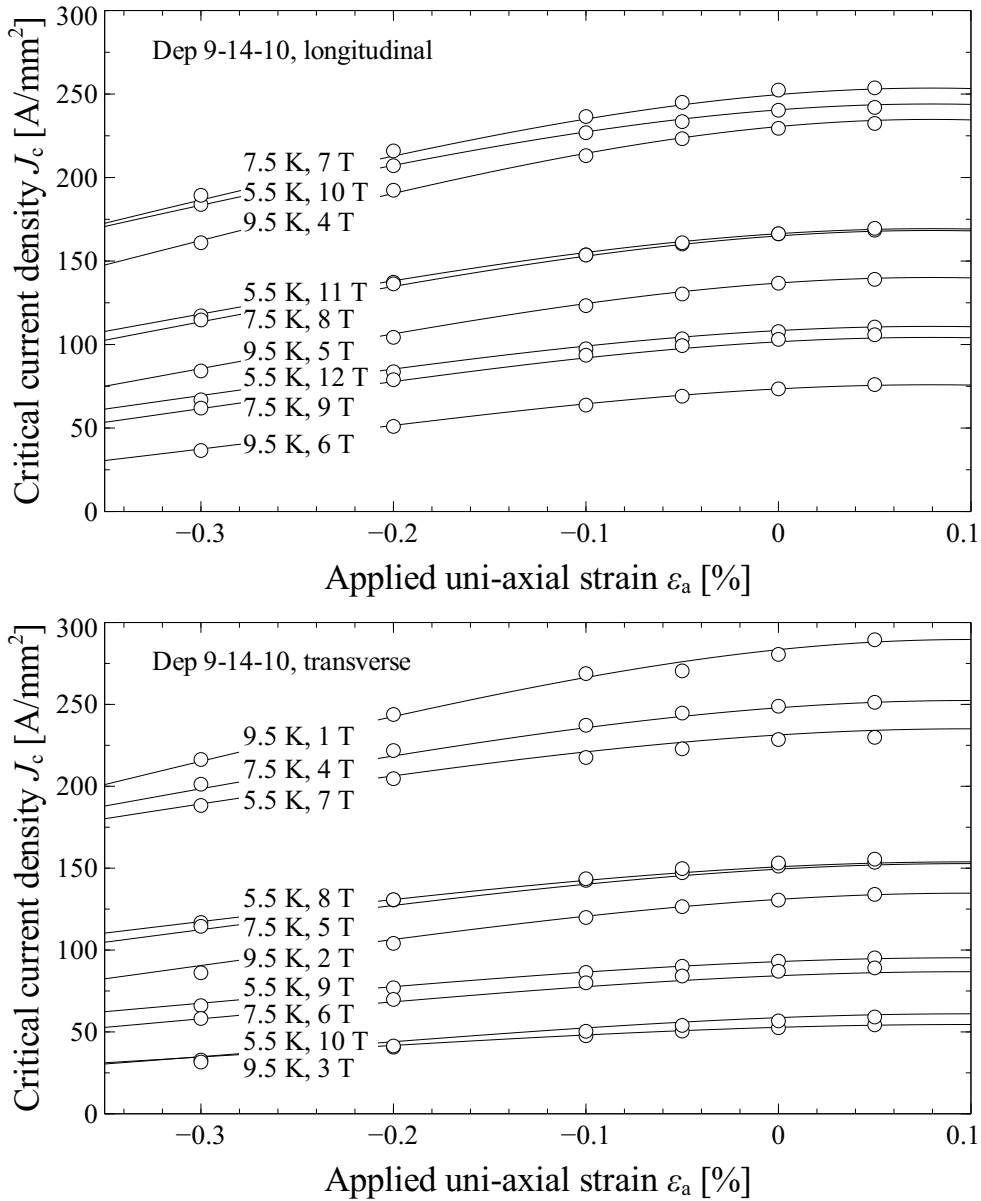 Critical current density Jc [A/mm²]
Dep 9-14-10, longitudinal
300
250
200
150
100
50
0
7.5 K, 7 T
5.5 K, 10 T
9.5 K, 4 T
5.5 K, 11 T
7.5 K, 8 T
9.5 K, 5 T
5.5 K, 12 T
7.5 K, 9 T
9.5 K, 6 T
−0.3 −0.2 −0.1 0 0.1
Applied uni-axial strain εa [%]
Critical current density Jc [A/mm²]
Dep 9-14-10, transverse
300
250
200
150
100
50
0
9.5 K, 1 T
7.5 K, 4 T
5.5 K, 7 T
5.5 K, 8 T
7.5 K, 5 T
9.5 K, 2 T
5.5 K, 9 T
7.5 K, 6 T
5.5 K, 10 T
9.5 K, 3 T
−0.3 −0.2 −0.1 0 0.1
Applied uni-axial strain εa [%]